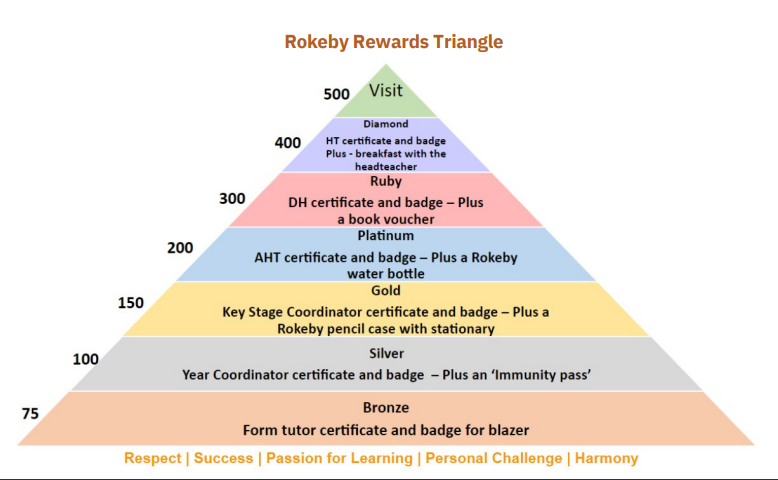 Rokeby Rewards Triangle
500
Visit
400
Diamond
HT certificate and badge
Plus - breakfast with the
headteacher
300
Ruby
DH certificate and badge – Plus
a book voucher
200
Platinum
AHT certificate and badge – Plus a Rokeby
water bottle
150
Gold
Key Stage Coordinator certificate and badge – Plus a
Rokeby pencil case with stationary
100
Silver
Year Coordinator certificate and badge – Plus an ‘Immunity pass’
75
Bronze
Form tutor certificate and badge for blazer
Respect | Success | Passion for Learning | Personal Challenge | Harmony